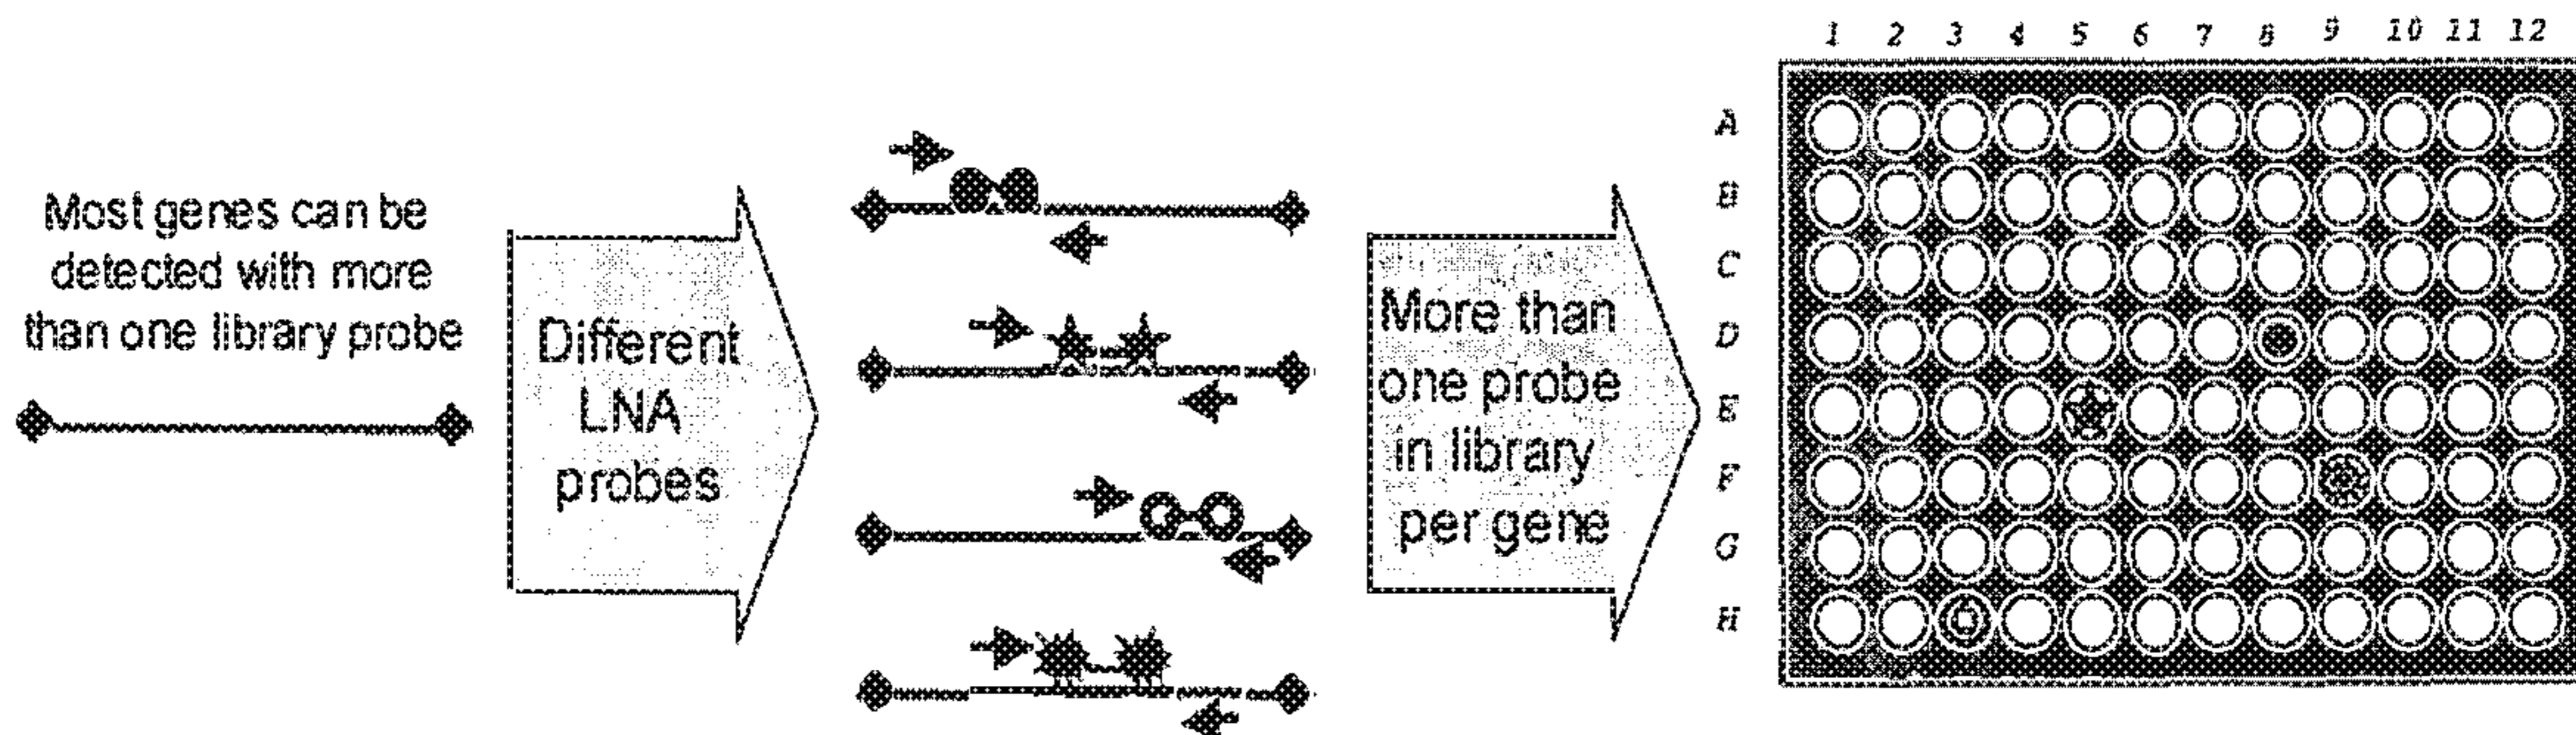 1 2 3 4 5 6 7 8 9 10 11 12
A
B
C
D
E
F
G
H
Most genes can be
detected with more
than one library probe
Different
LNA
probes
More than
one probe
in library
per gene